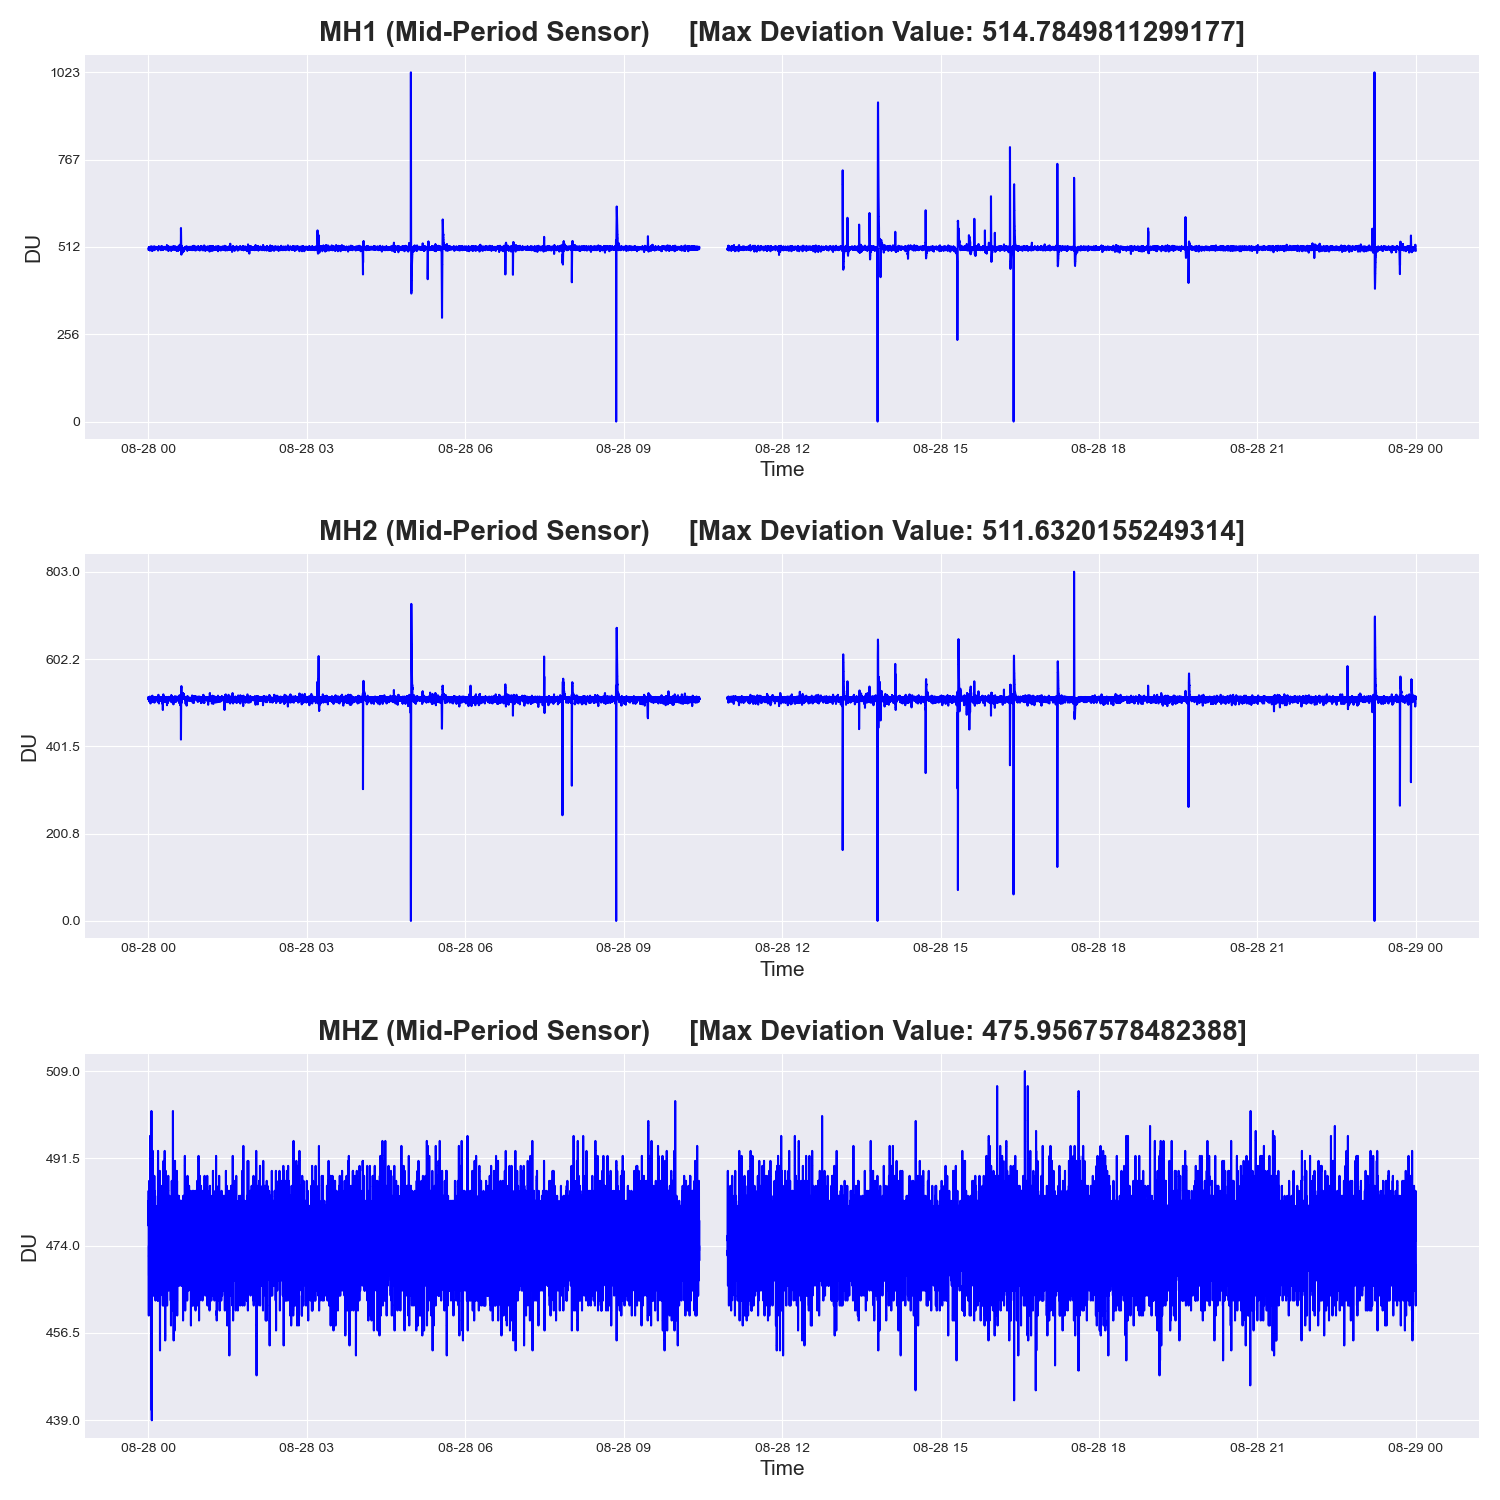 MH1 (Mid-Period Sensor) [Max Deviation Value: 514.7849811299177]
1023
767
512
256
0
DU
08-28 00 08-28 03 08-28 06 08-28 09 08-28 12 08-28 15 08-28 18 08-28 21 08-29 00
Time
MH2 (Mid-Period Sensor) [Max Deviation Value: 511.6320155249314]
803.0
602.2
401.5
200.8
0.0
DU
08-28 00 08-28 03 08-28 06 08-28 09 08-28 12 08-28 15 08-28 18 08-28 21 08-29 00
Time
MHZ (Mid-Period Sensor) [Max Deviation Value: 475.9567578482388]
509.0
491.5
474.0
456.5
439.0
DU
08-28 00 08-28 03 08-28 06 08-28 09 08-28 12 08-28 15 08-28 18 08-28 21 08-29 00
Time